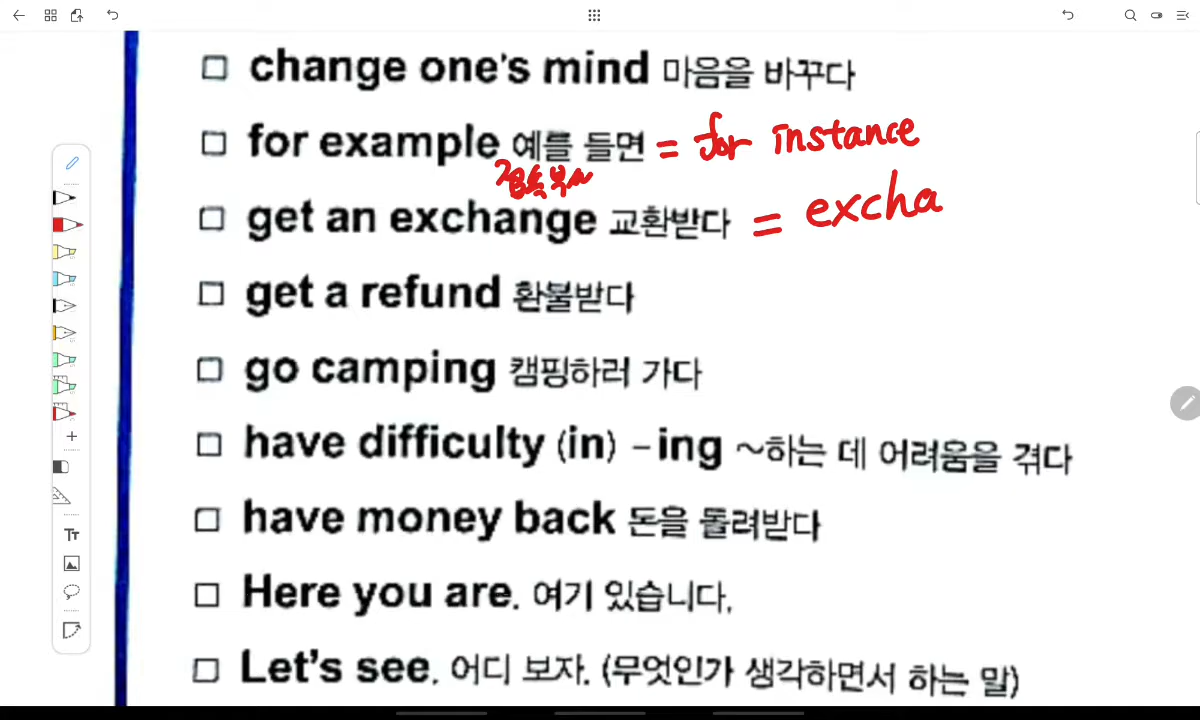 □ change one's mind 마음을 바꾸다
□ for example 예를 들면 = for instance
□ get an exchange 교환받다 = excha
□ get a refund 환불받다
□ go camping 캠핑하러 가다
□ have difficulty (in) –ing ~하는 데 어려움을 겪다
□ have money back 돈을 돌려받다
□ Here you are. 여기 있습니다.
□ Let's see. 어디 보자. (무엇인가 생각하면서 하는 말)
Tт